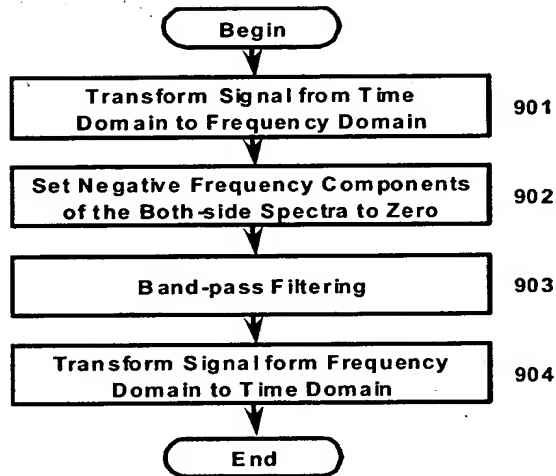 Begin
Transform Signal from Time
Domain to Frequency Domain
901
Set Negative Frequency Components
of the Both-side Spectra to Zero
902
Band-pass Filtering
903
Transform Signal form Frequency
Domain to Time Domain
904
End